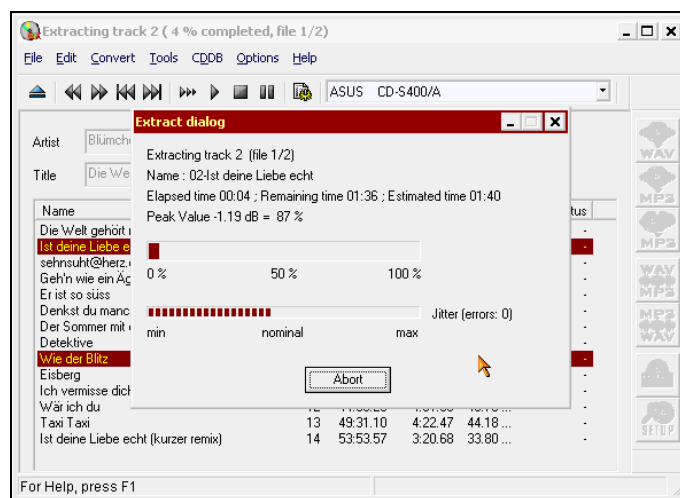 Extracting track 2 ( 4 % completed, file 1/2)
File Edit Convert Tools CDDB Options Help
ASUS CD-S400/A
Extract dialog
Extracting track 2 (file 1/2)
Name : 02-Ist deine Liebe echt
Elapsed time 00:04 ; Remaining time 01:36 ; Estimated time 01:40
Peak Value -1.19 dB = 87 %
0 % 50 % 100 %
Jitter (errors: 0)
min nominal max
Abort
Artist Blümch
Title Die We
Name tus
Die Welt gehört
Ist deine Liebe e
sehnsuht@herz.
Geh'n wie ein Äg
Er ist so süss
Denkst du manc
Der Sommer mit
Detektive
Wie der Blitz
Eisberg
Ich vermisse dich
Wär ich du 12
Taxi Taxi 13 49:31.10 4:22.47 44.18 ...
Ist deine Liebe echt (kurzer remix) 14 53:53.57 3:20.68 33.80 ...
WAV
MP3
MP3
WAV
MP3
MP3
WAV
SETUP
For Help, press F1